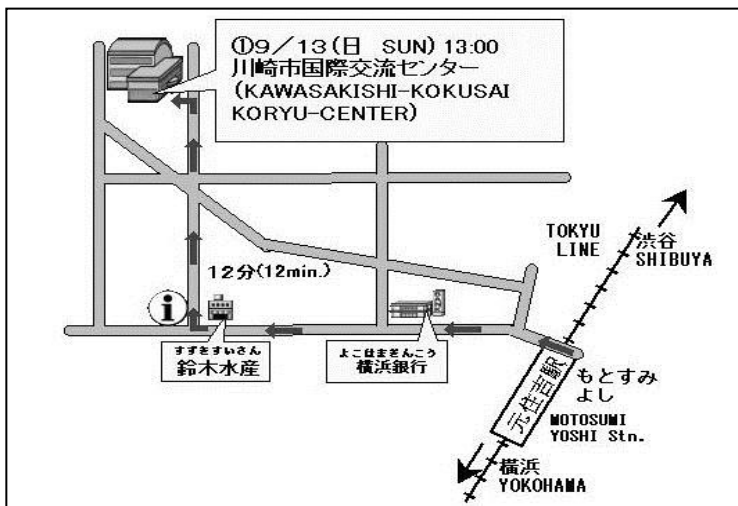 ①9／13(日 SUN) 13:00
川崎市国際交流センター
(KAWASAKISHI-KOKUSAI
KORYU-CENTER)
TOKYU
LINE
渋谷
SHIBUYA
12分(12min.)
i
すずきすいさん
鈴木水産
よこはまぎんこう
横浜銀行
元住吉駅
もとすみ
よし
MOTOSUMI
YOSHI Stn.
横浜
YOKOHAMA